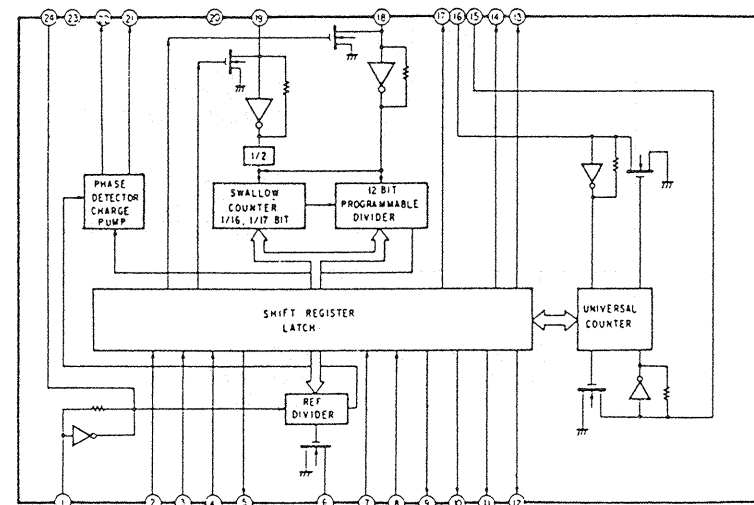 24 23 22 21 20 19 18 17 16 15 14 13
1/2
PHASE
DETECTOR
CHARGE
PUMP
SWALLOW
COUNTER
1/16, 1/17 BIT
12 BIT
PROGRAMMABLE
DIVIDER
SHIFT REGISTER
LATCH
UNIVERSAL
COUNTER
REF
DIVIDER
1 2 3 4 5 6 7 8 9 10 11 12